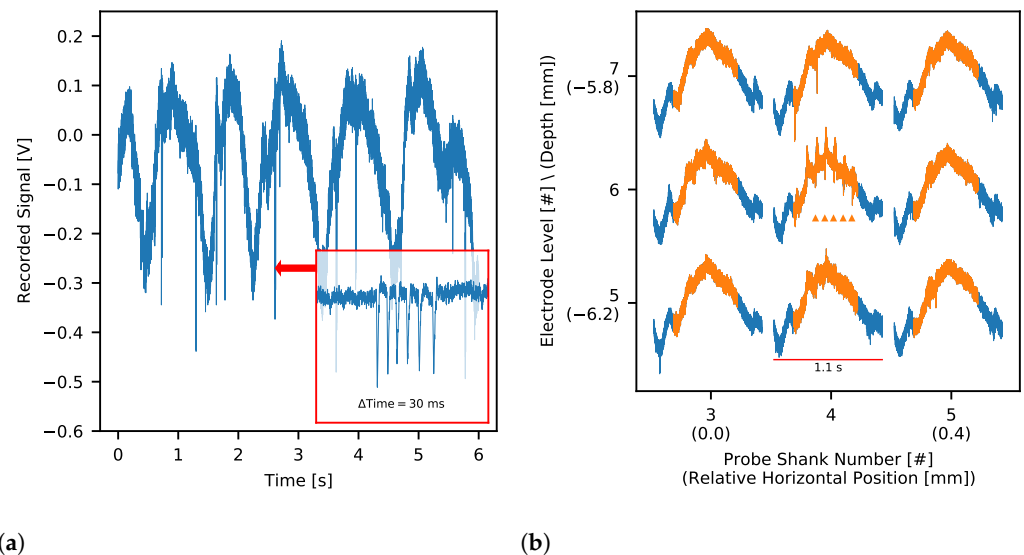 0.2
0.1
0.0
−0.1
−0.2
−0.3
−0.4
−0.5
−0.6
Recorded Signal [V]
ΔTime = 30 ms
0 1 2 3 4 5 6
Time [s]
(a)
Electrode Level [#] \ (Depth [mm])
7
(−5.8)
6
5
(−6.2)
1.1 s
3 4 5
(0.0) (0.4)
Probe Shank Number [#]
(Relative Horizontal Position [mm])
(b)